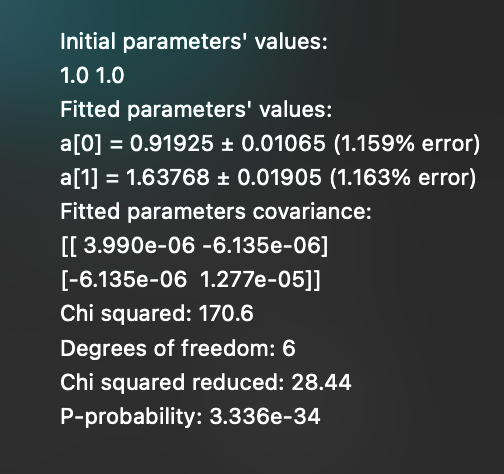 Initial parameters' values:
1.0 1.0
Fitted parameters' values:
a[0] = 0.91925 ± 0.01065 (1.159% error)
a[1] = 1.63768 ± 0.01905 (1.163% error)
Fitted parameters covariance:
[[ 3.990e-06 -6.135e-06]
[-6.135e-06  1.277e-05]]
Chi squared: 170.6
Degrees of freedom: 6
Chi squared reduced: 28.44
P-probability: 3.336e-34